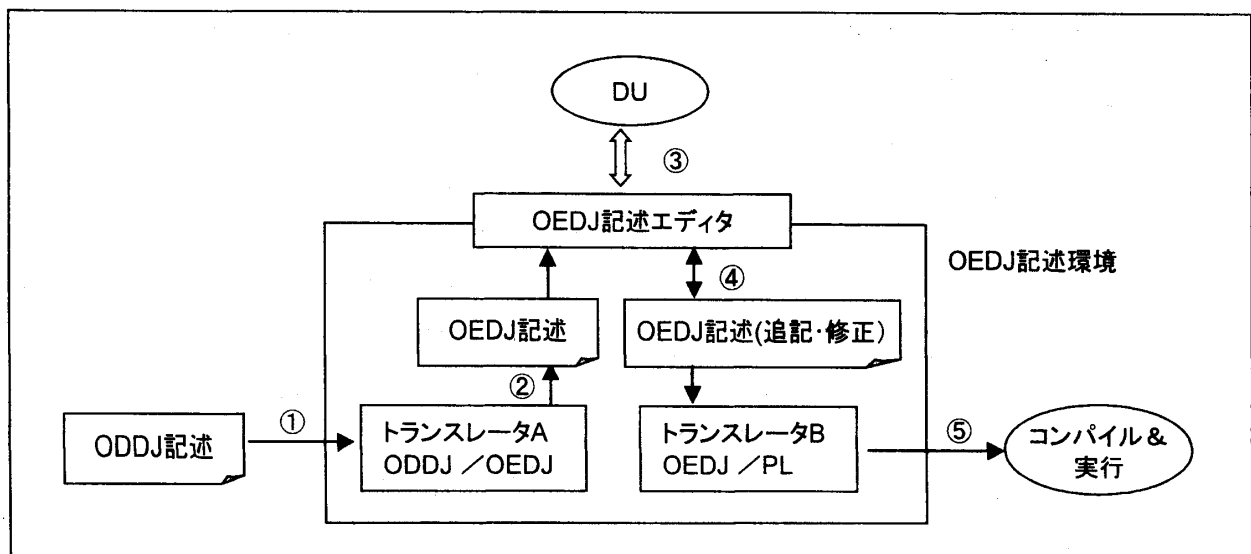 DU
③
OEDJ記述エディタ
OEDJ記述環境
④
OEDJ記述
OEDJ記述(追記・修正)
②
①
⑤
ODDJ記述
トランスレータA
ODDJ ／OEDJ
トランスレータB
OEDJ ／PL
コンパイル＆
実行